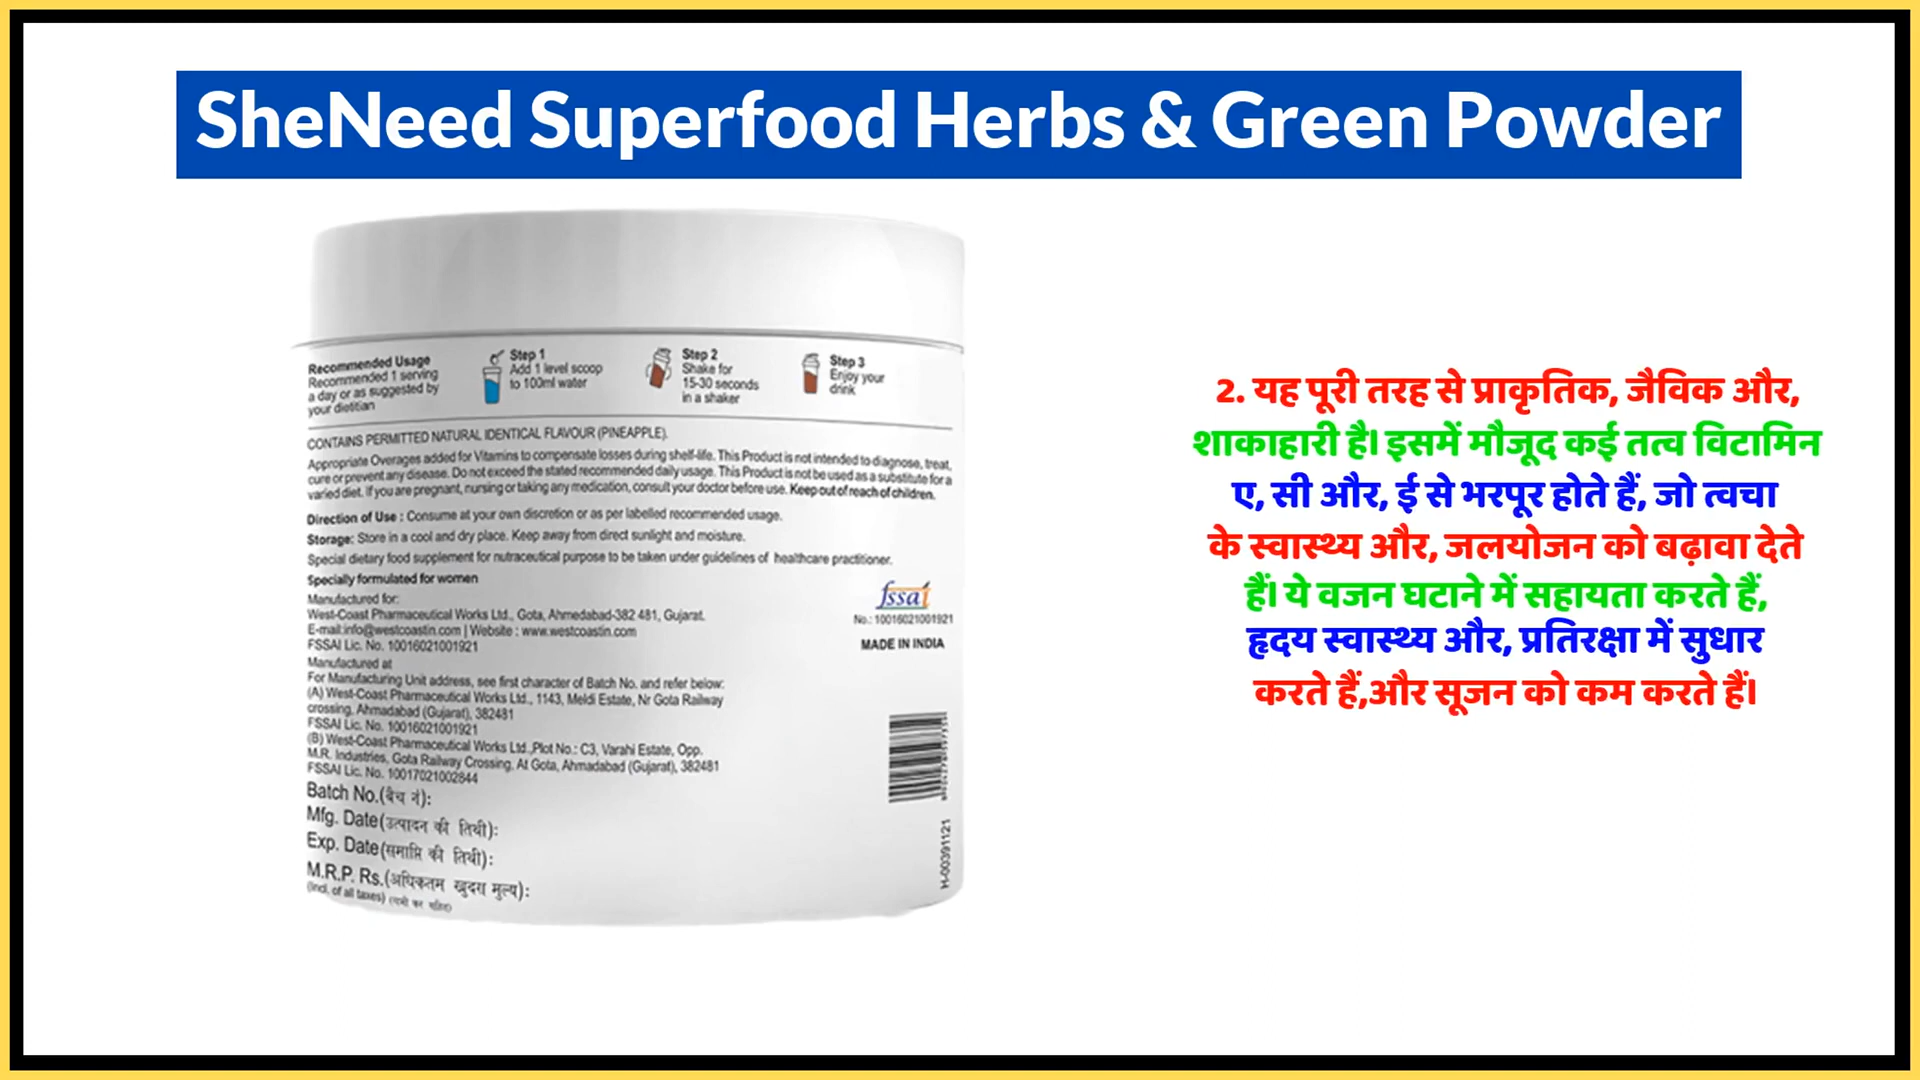 SheNeed Superfood Herbs & Green Powder
Recommended Usage
Recommended 1 serving
a day or as suggested by
your dietitian
Step 1
Add 1 level scoop
to 100ml water
Step 2
Shake for
15-30 seconds
in a shaker
Step 3
Enjoy your
drink
CONTAINS PERMITTED NATURAL IDENTICAL FLAVOUR (PINEAPPLE).
Appropriate Overages added for Vitamins to compensate losses during shelf-life. This Product is not intended to diagnose, treat,
cure or prevent any disease. Do not exceed the stated recommended daily usage. This Product is not be used as a substitute for a
varied diet. If you are pregnant, nursing or taking any medication, consult your doctor before use. Keep out of reach of children.
Direction of Use : Consume at your own discretion or as per labelled recommended usage.
Storage: Store in a cool and dry place. Keep away from direct sunlight and moisture.
Special dietary food supplement for nutraceutical purpose to be taken under guidelines of healthcare practitioner.
Specially formulated for women
Manufactured for:
West-Coast Pharmaceutical Works Ltd., Gota, Ahmedabad-382 481, Gujarat.
E-mail:info@westcoastin.com | Website : www.westcoastin.com
FSSAI Lic. No. 10016021001921
Manufactured at
For Manufacturing Unit address, see first character of Batch No. and refer below:
(A) West-Coast Pharmaceutical Works Ltd., 1143, Meldi Estate, Nr Gota Railway
crossing, Ahmadabad (Gujarat), 382481
FSSAI Lic. No. 10016021001921
(B) West-Coast Pharmaceutical Works Ltd.,Plot No.: C3, Varahi Estate, Opp.
M.R. Industries, Gota Railway Crossing, At Gota, Ahmadabad (Gujarat), 382481
FSSAI Lic. No. 10017021002844
Batch No.(बैच नं):
Mfg. Date(उत्पादन की तिथी):
Exp. Date(समाप्ति की तिथी):
M.R.P. Rs.(अधिकतम खुदरा मुल्य):
(Incl. of all taxes) (सभी कर सहित)
fssai
No.: 10016021001921
MADE IN INDIA
H-00391121
2. यह पूरी तरह से प्राकृतिक, जैविक और,
शाकाहारी है। इसमें मौजूद कई तत्व विटामिन
ए, सी और, ई से भरपूर होते हैं, जो त्वचा
के स्वास्थ्य और, जलयोजन को बढ़ावा देते
हैं। ये वजन घटाने में सहायता करते हैं,
हृदय स्वास्थ्य और, प्रतिरक्षा में सुधार
करते हैं,और सूजन को कम करते हैं।